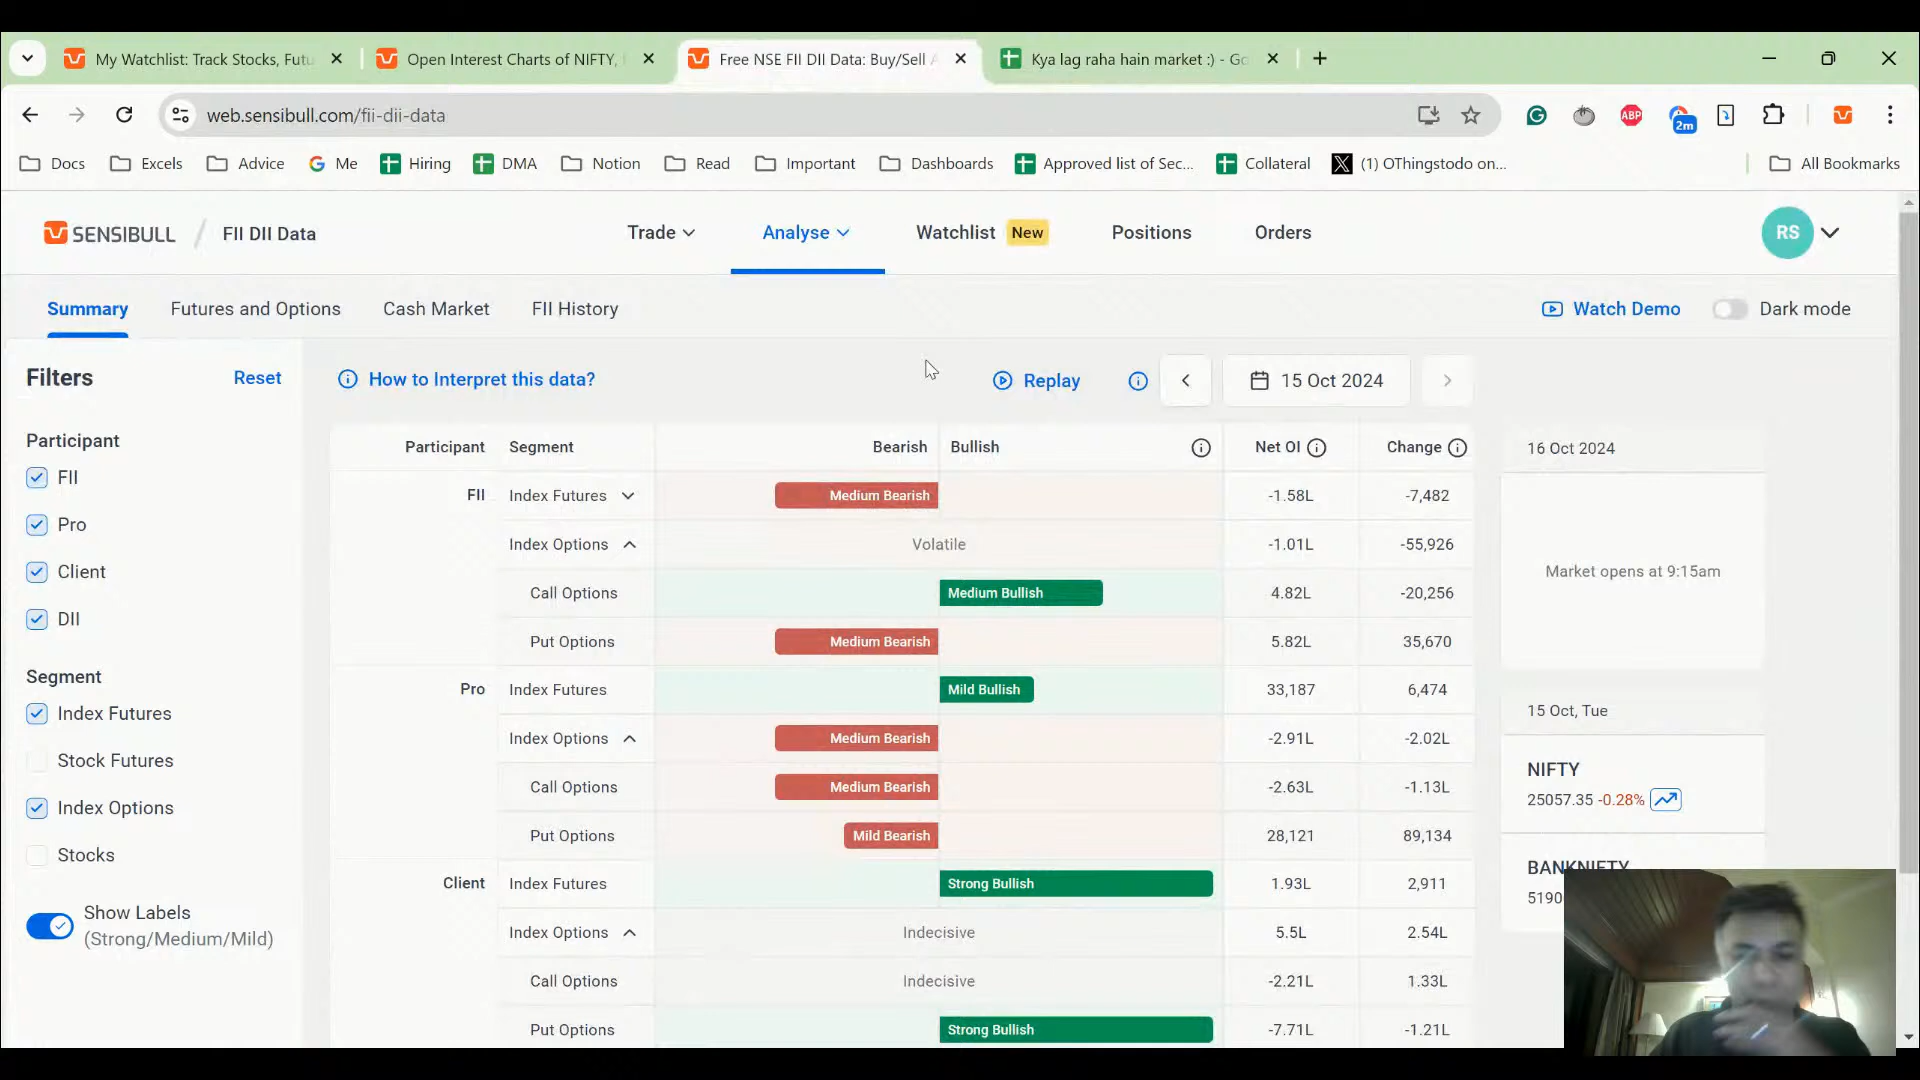 My Watchlist: Track Stocks, Futu
Open Interest Charts of NIFTY,
Free NSE FII DII Data: Buy/Sell A
Kya lag raha hain market :) - Go
web.sensibull.com/fii-dii-data
ABP
2m
Docs
Excels
Advice
Me
Hiring
DMA
Notion
Read
Important
Dashboards
Approved list of Sec...
Collateral
(1) OThingstodo on...
All Bookmarks
SENSIBULL / FII DII Data
Trade
Analyse
Watchlist New
Positions
Orders
RS
Summary
Futures and Options
Cash Market
FII History
Watch Demo
Dark mode
Filters Reset
Participant
FII
Pro
Client
DII
Segment
Index Futures
Stock Futures
Index Options
Stocks
Show Labels
(Strong/Medium/Mild)
How to Interpret this data?
Replay
15 Oct 2024
Participant Segment Bearish Bullish Net OI Change
FII Index Futures Medium Bearish -1.58L -7,482
Index Options Volatile -1.01L -55,926
Call Options Medium Bullish 4.82L -20,256
Put Options Medium Bearish 5.82L 35,670
Pro Index Futures Mild Bullish 33,187 6,474
Index Options Medium Bearish -2.91L -2.02L
Call Options Medium Bearish -2.63L -1.13L
Put Options Mild Bearish 28,121 89,134
Client Index Futures Strong Bullish 1.93L 2,911
Index Options Indecisive 5.5L 2.54L
Call Options Indecisive -2.21L 1.33L
Put Options Strong Bullish -7.71L -1.21L
16 Oct 2024
Market opens at 9:15am
15 Oct, Tue
NIFTY
25057.35 -0.28%
BANKNIFTY
5190